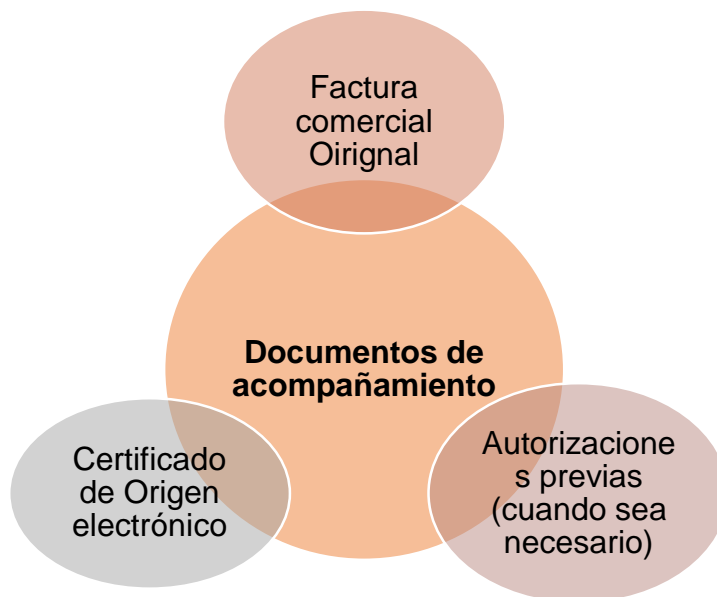 Factura
comercial
Oirignal
Documentos de
acompañamiento
Certificado
de Origen
electrónico
Autorizacione
s previas
(cuando sea
necesario)